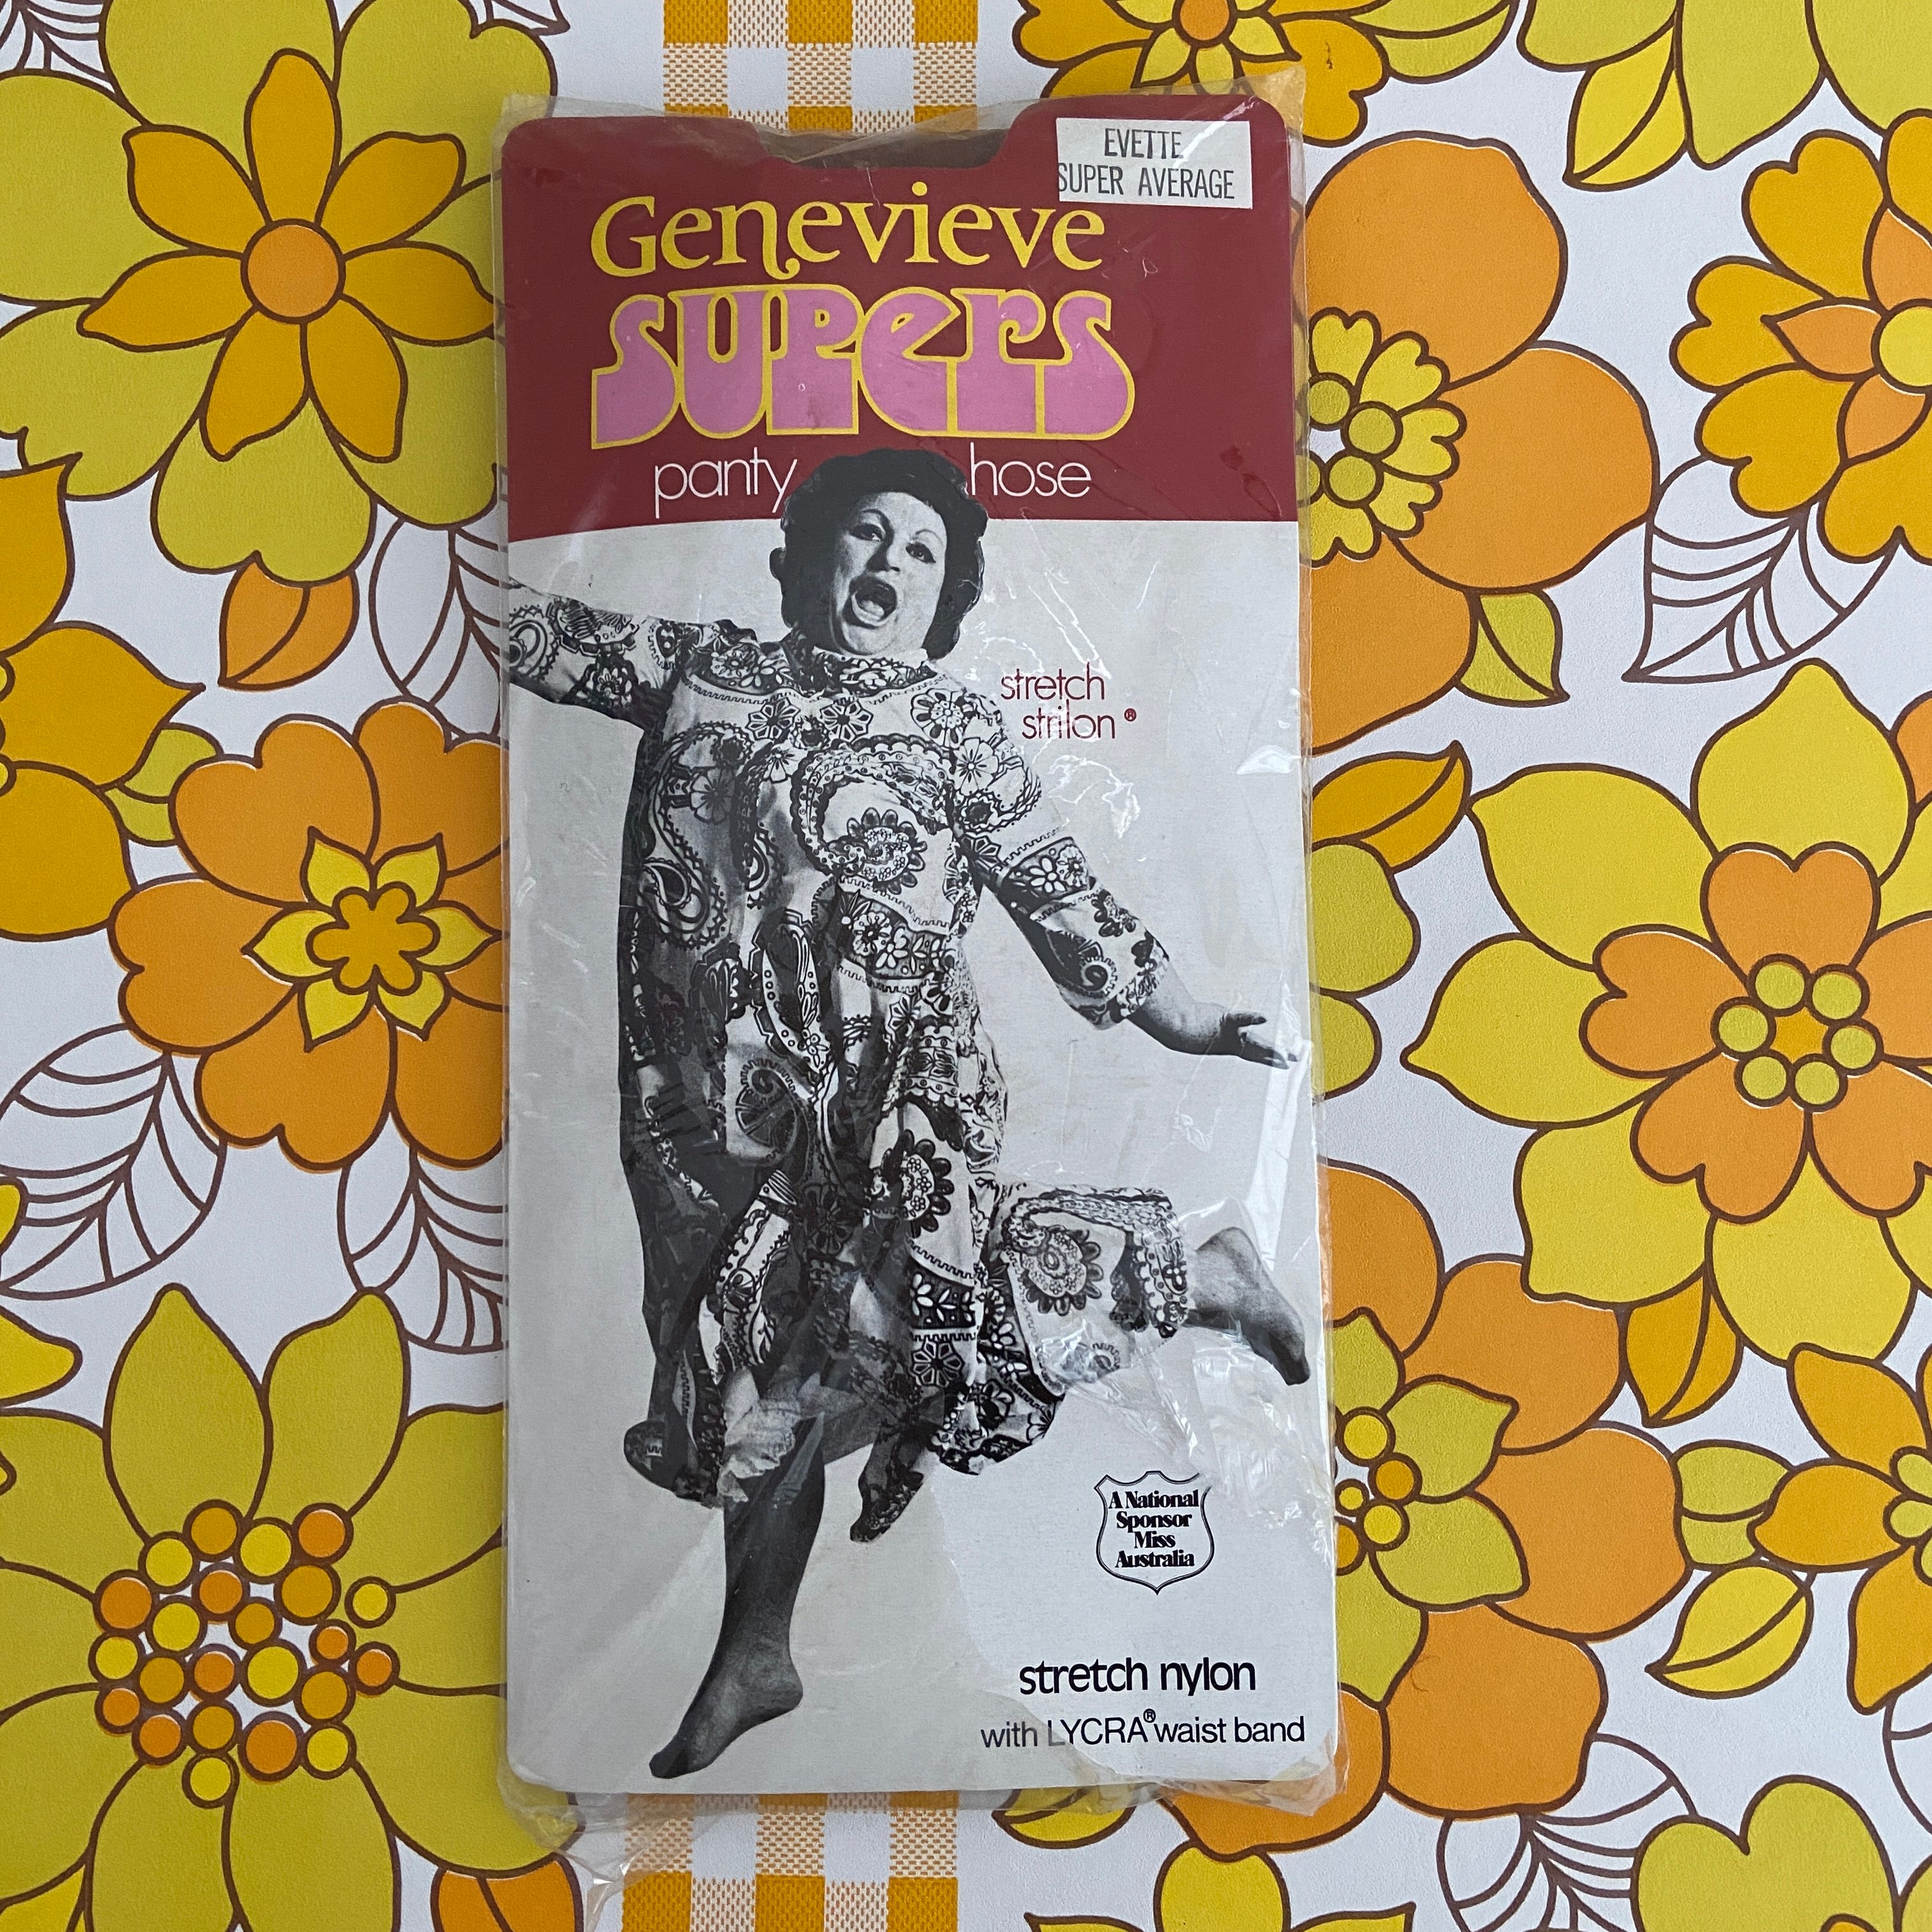 EVETTE
SUPER AVERAGE
Genevieve
supers
panty hose
stretch
strilon®
A National
Sponsor
Miss
Australia
stretch nylon
with LYCRA® waist band